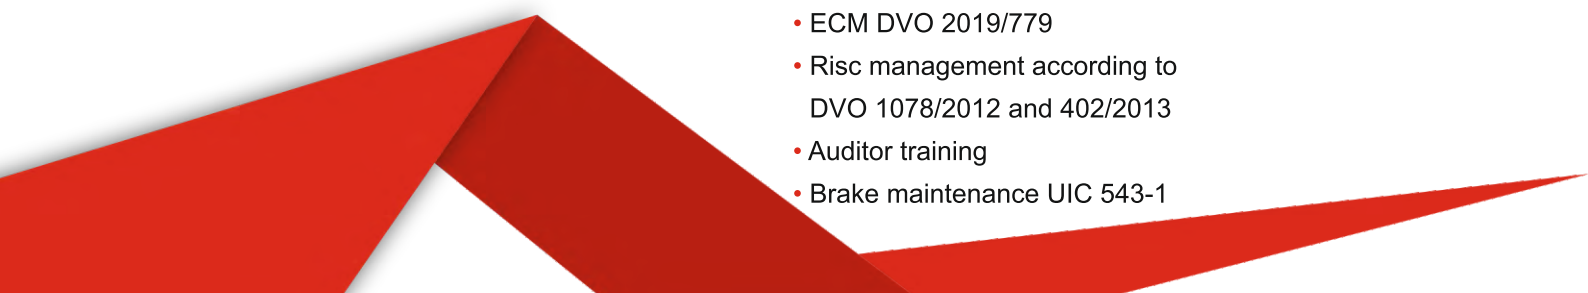 • ECM DVO 2019/779
• Risc management according to
DVO 1078/2012 and 402/2013
• Auditor training
• Brake maintenance UIC 543-1